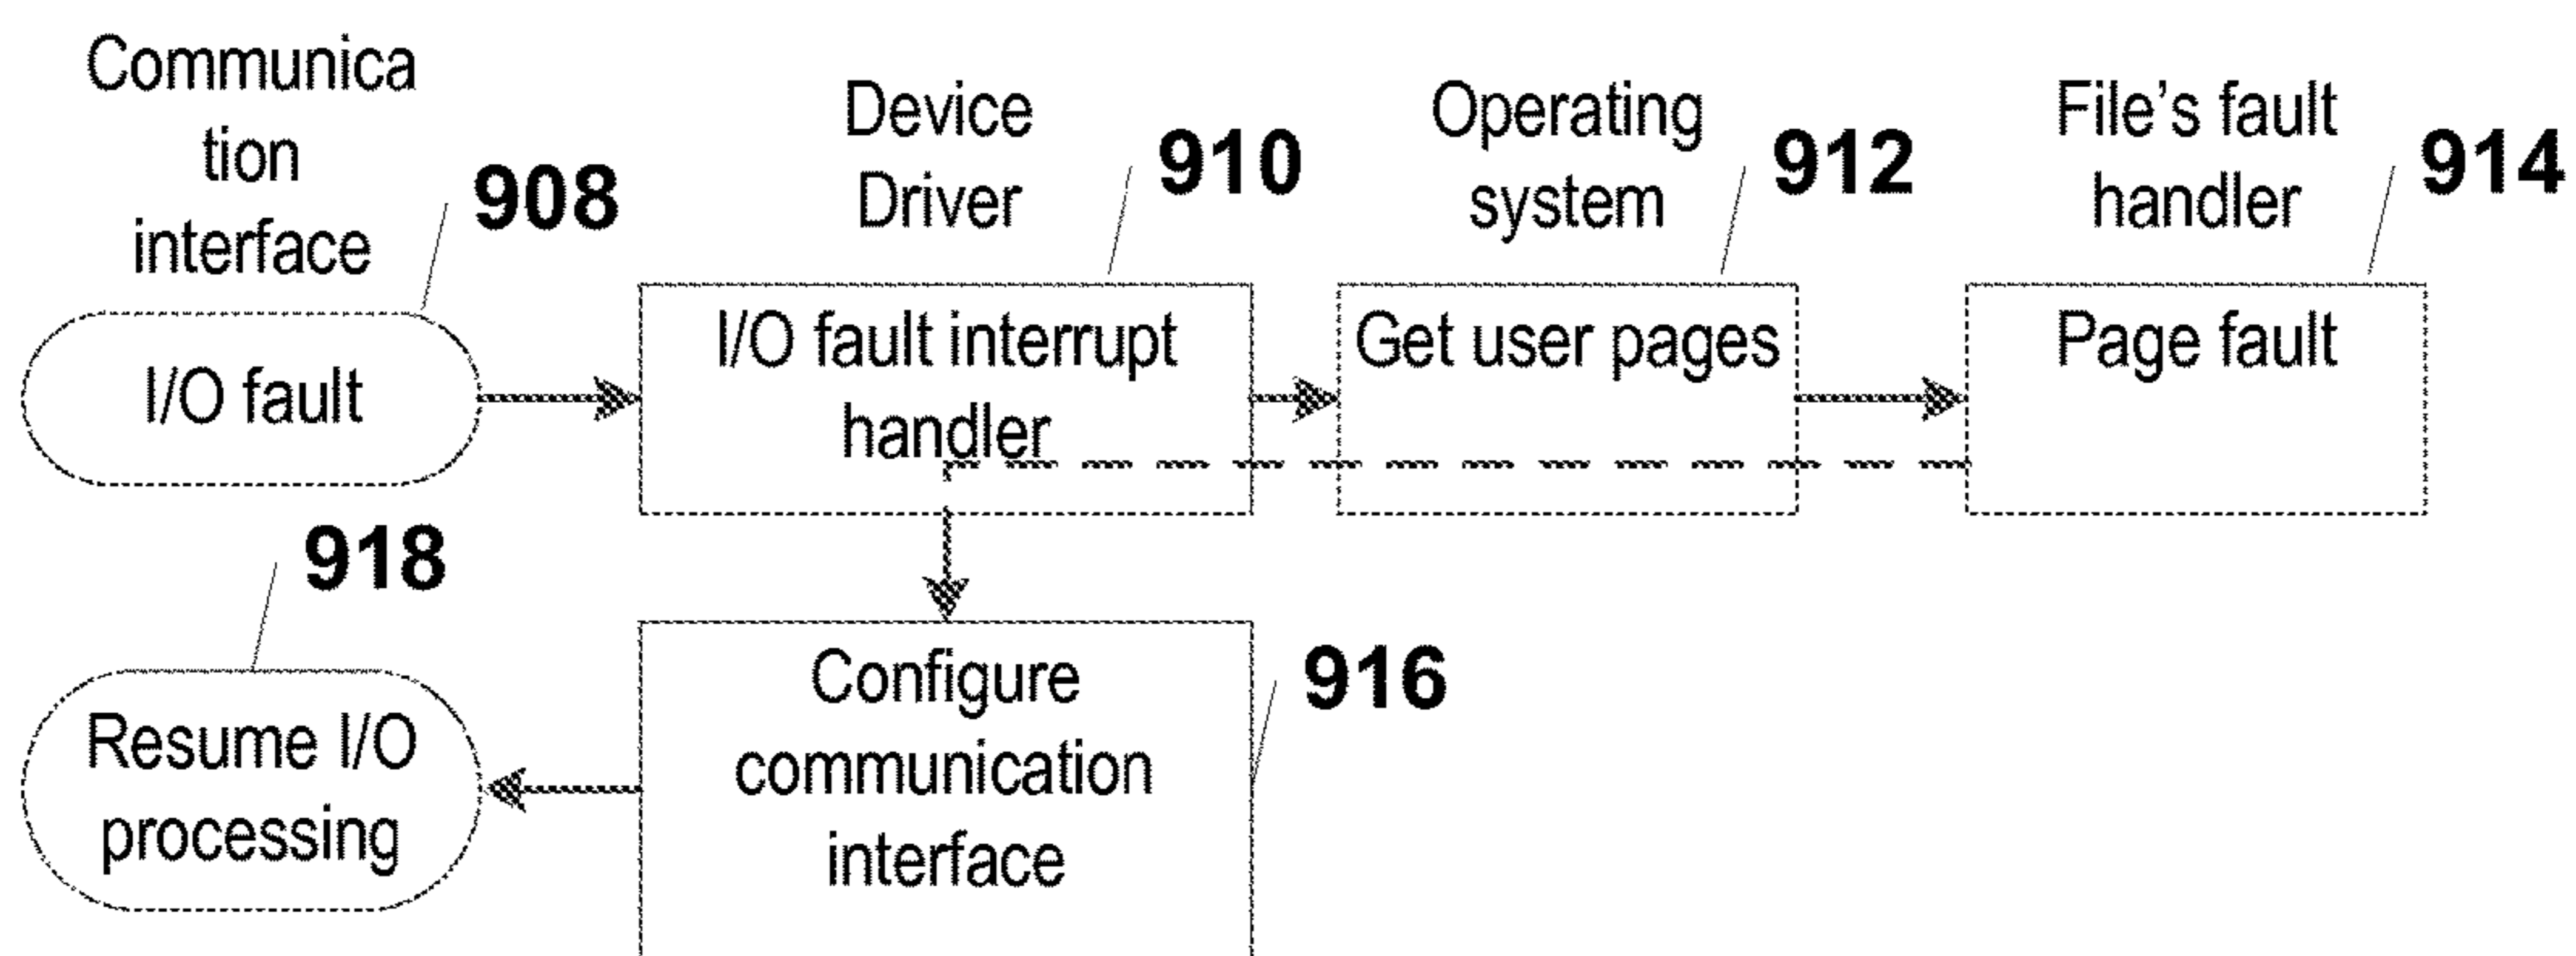 Communica
tion
interface
908
Device
Driver
910
Operating
system
912
File's fault
handler
914
I/O fault
I/O fault interrupt
handler
Get user pages
Page fault
918
Resume I/O
processing
Configure
communication
interface
916